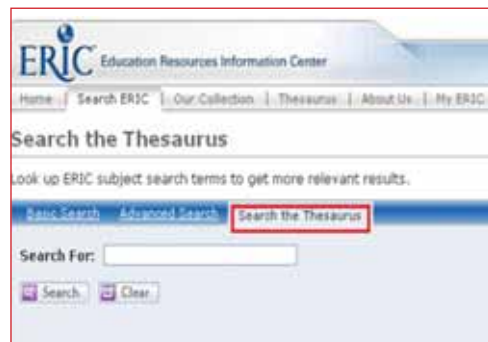 ERIC Education Resources Information Center
Home | Search ERIC | Our Collection | Thesaurus | About Us | My ERIC
Search the Thesaurus
Look up ERIC subject search terms to get more relevant results.
Basic Search Advanced Search Search the Thesaurus
Search For:
Search Clear